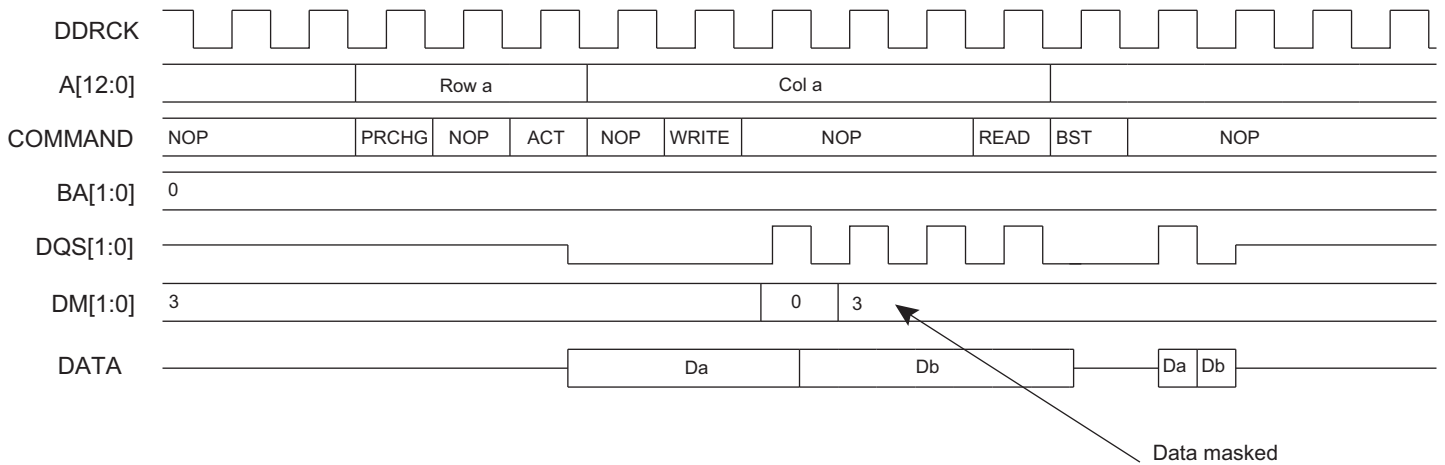 DDRCK
A[12:0] Row a Col a
COMMAND NOP PRCHG NOP ACT NOP WRITE NOP READ BST NOP
BA[1:0] 0
DQS[1:0]
DM[1:0] 3 0 3
DATA Da Db Da Db
Data masked